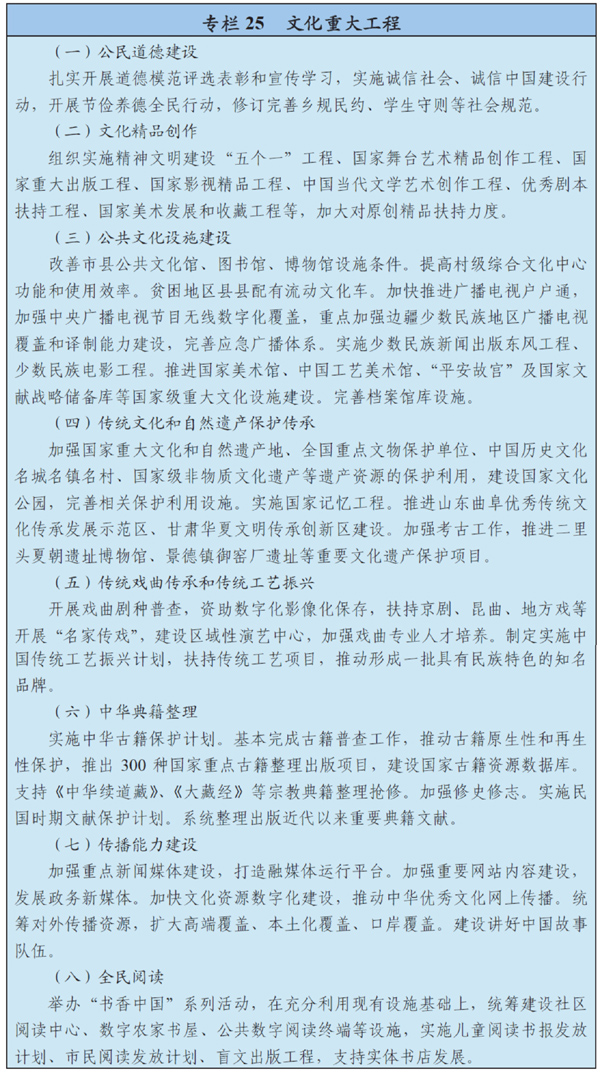 专栏 25 文化重大工程
（一）公民道德建设
扎实开展道德模范评选表彰和宣传学习，实施诚信社会、诚信中国建设行
动，开展节俭养德全民行动，修订完善乡规民约、学生守则等社会规范。
（二）文化精品创作
组织实施精神文明建设“五个一”工程、国家舞台艺术精品创作工程、国
家重大出版工程、国家影视精品工程、中国当代文学艺术创作工程、优秀剧本
扶持工程、国家美术发展和收藏工程等，加大对原创精品扶持力度。
（三）公共文化设施建设
改善市县公共文化馆、图书馆、博物馆设施条件。提高村级综合文化中心
功能和使用效率。贫困地区县县配有流动文化车。加快推进广播电视户户通，
加强中央广播电视节目无线数字化覆盖，重点加强边疆少数民族地区广播电视
覆盖和译制能力建设，完善应急广播体系。实施少数民族新闻出版东风工程、
少数民族电影工程。推进国家美术馆、中国工艺美术馆、“平安故宫”及国家文
献战略储备库等国家级重大文化设施建设。完善档案馆库设施。
（四）传统文化和自然遗产保护传承
加强国家重大文化和自然遗产地、全国重点文物保护单位、中国历史文化
名城名镇名村、国家级非物质文化遗产等遗产资源的保护利用，建设国家文化
公园，完善相关保护利用设施。实施国家记忆工程。推进山东曲阜优秀传统文
化传承发展示范区、甘肃华夏文明传承创新区建设。加强考古工作，推进二里
头夏朝遗址博物馆、景德镇御窑厂遗址等重要文化遗产保护项目。
（五）传统戏曲传承和传统工艺振兴
开展戏曲剧种普查，资助数字化影像化保存，扶持京剧、昆曲、地方戏等
开展“名家传戏”，建设区域性演艺中心，加强戏曲专业人才培养。制定实施中
国传统工艺振兴计划，扶持传统工艺项目，推动形成一批具有民族特色的知名
品牌。
（六）中华典籍整理
实施中华古籍保护计划。基本完成古籍普查工作，推动古籍原生性和再生
性保护，推出 300 种国家重点古籍整理出版项目，建设国家古籍资源数据库。
支持《中华续道藏》、《大藏经》等宗教典籍整理抢修。加强修史修志。实施民
国时期文献保护计划。系统整理出版近代以来重要典籍文献。
（七）传播能力建设
加强重点新闻媒体建设，打造融媒体运行平台。加强重要网站内容建设，
发展政务新媒体。加快文化资源数字化建设，推动中华优秀文化网上传播。统
筹对外传播资源，扩大高端覆盖、本土化覆盖、口岸覆盖。建设讲好中国故事
队伍。
（八）全民阅读
举办“书香中国”系列活动，在充分利用现有设施基础上，统筹建设社区
阅读中心、数字农家书屋、公共数字阅读终端等设施，实施儿童阅读书报发放
计划、市民阅读发放计划、盲文出版工程，支持实体书店发展。